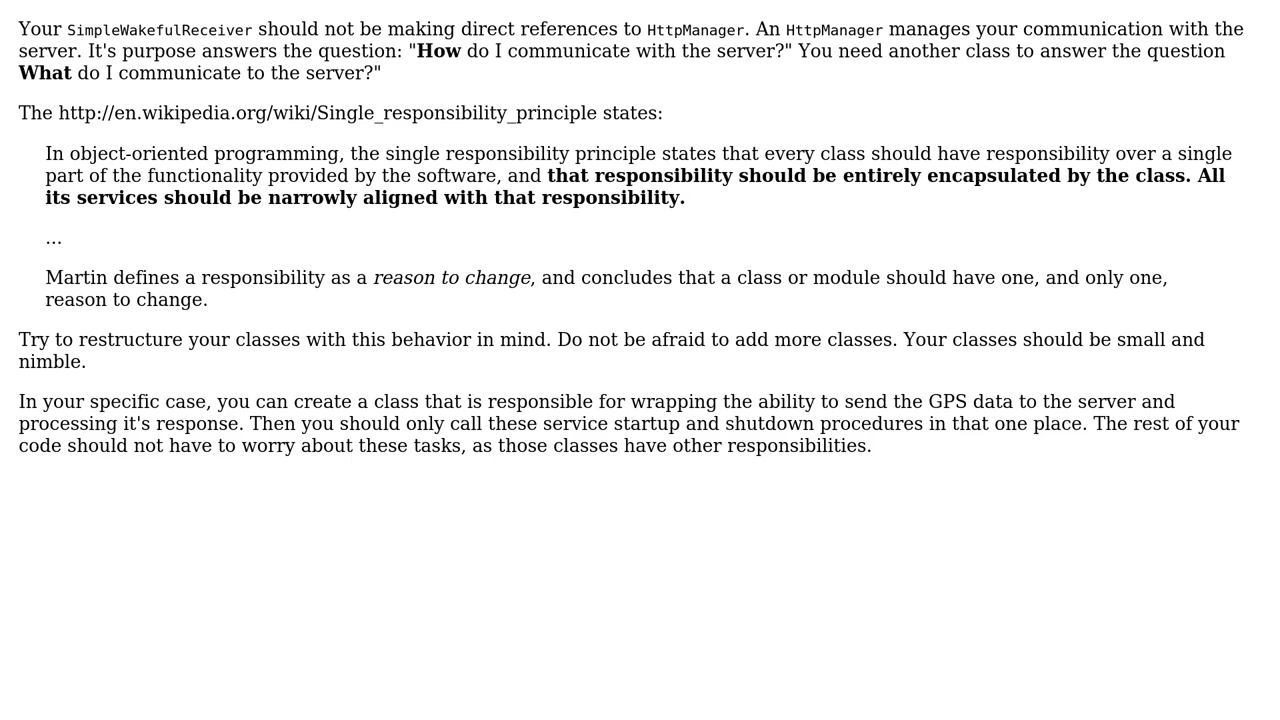 Your SimpleWakefulReceiver should not be making direct references to HttpManager. An HttpManager manages your communication with the
server. It's purpose answers the question: "How do I communicate with the server?" You need another class to answer the question
What do I communicate to the server?"
The http://en.wikipedia.org/wiki/Single_responsibility_principle states:
In object-oriented programming, the single responsibility principle states that every class should have responsibility over a single
part of the functionality provided by the software, and that responsibility should be entirely encapsulated by the class. All
its services should be narrowly aligned with that responsibility.
...
Martin defines a responsibility as a reason to change, and concludes that a class or module should have one, and only one,
reason to change.
Try to restructure your classes with this behavior in mind. Do not be afraid to add more classes. Your classes should be small and
nimble.
In your specific case, you can create a class that is responsible for wrapping the ability to send the GPS data to the server and
processing it's response. Then you should only call these service startup and shutdown procedures in that one place. The rest of your
code should not have to worry about these tasks, as those classes have other responsibilities.